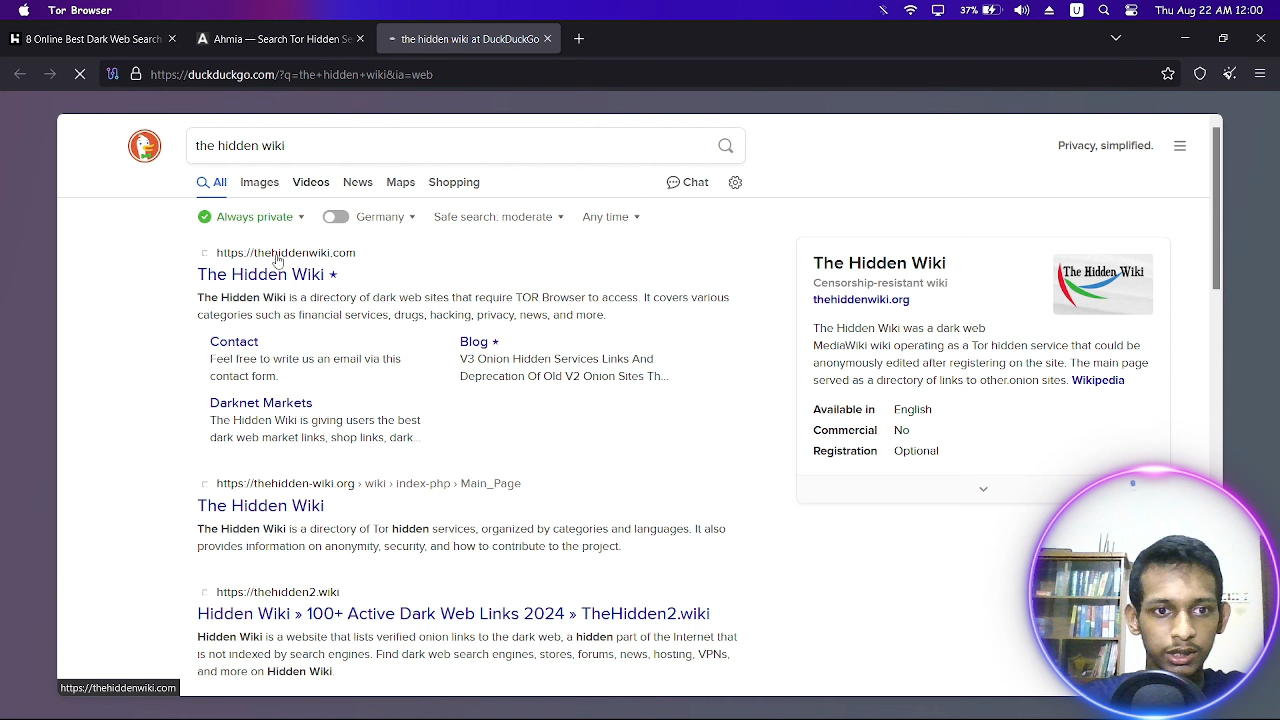 Tor Browser
37%
U
Thu Aug 22 AM 12:00
8 Online Best Dark Web Search
Ahmia — Search Tor Hidden Se
the hidden wiki at DuckDuckGo
https://duckduckgo.com/?q=the+hidden+wiki&ia=web
the hidden wiki
Privacy, simplified.
All
Images
Videos
News
Maps
Shopping
Chat
Always private
Germany
Safe search: moderate
Any time
https://thehiddenwiki.com
The Hidden Wiki ⋆
The Hidden Wiki is a directory of dark web sites that require TOR Browser to access. It covers various
categories such as financial services, drugs, hacking, privacy, news, and more.
Contact
Feel free to write us an email via this
contact form.
Blog ⋆
V3 Onion Hidden Services Links And
Deprecation Of Old V2 Onion Sites Th...
Darknet Markets
The Hidden Wiki is giving users the best
dark web market links, shop links, dark...
https://thehidden-wiki.org › wiki › index-php › Main_Page
The Hidden Wiki
The Hidden Wiki is a directory of Tor hidden services, organized by categories and languages. It also
provides information on anonymity, security, and how to contribute to the project.
https://thehidden2.wiki
Hidden Wiki » 100+ Active Dark Web Links 2024 » TheHidden2.wiki
Hidden Wiki is a website that lists verified onion links to the dark web, a hidden part of the Internet that
is not indexed by search engines. Find dark web search engines, stores, forums, news, hosting, VPNs,
and more on Hidden Wiki.
The Hidden Wiki
Censorship-resistant wiki
thehiddenwiki.org
The Hidden Wiki
The Hidden Wiki was a dark web
MediaWiki wiki operating as a Tor hidden service that could be
anonymously edited after registering on the site. The main page
served as a directory of links to other.onion sites. Wikipedia
Available in English
Commercial No
Registration Optional
https://thehiddenwiki.com